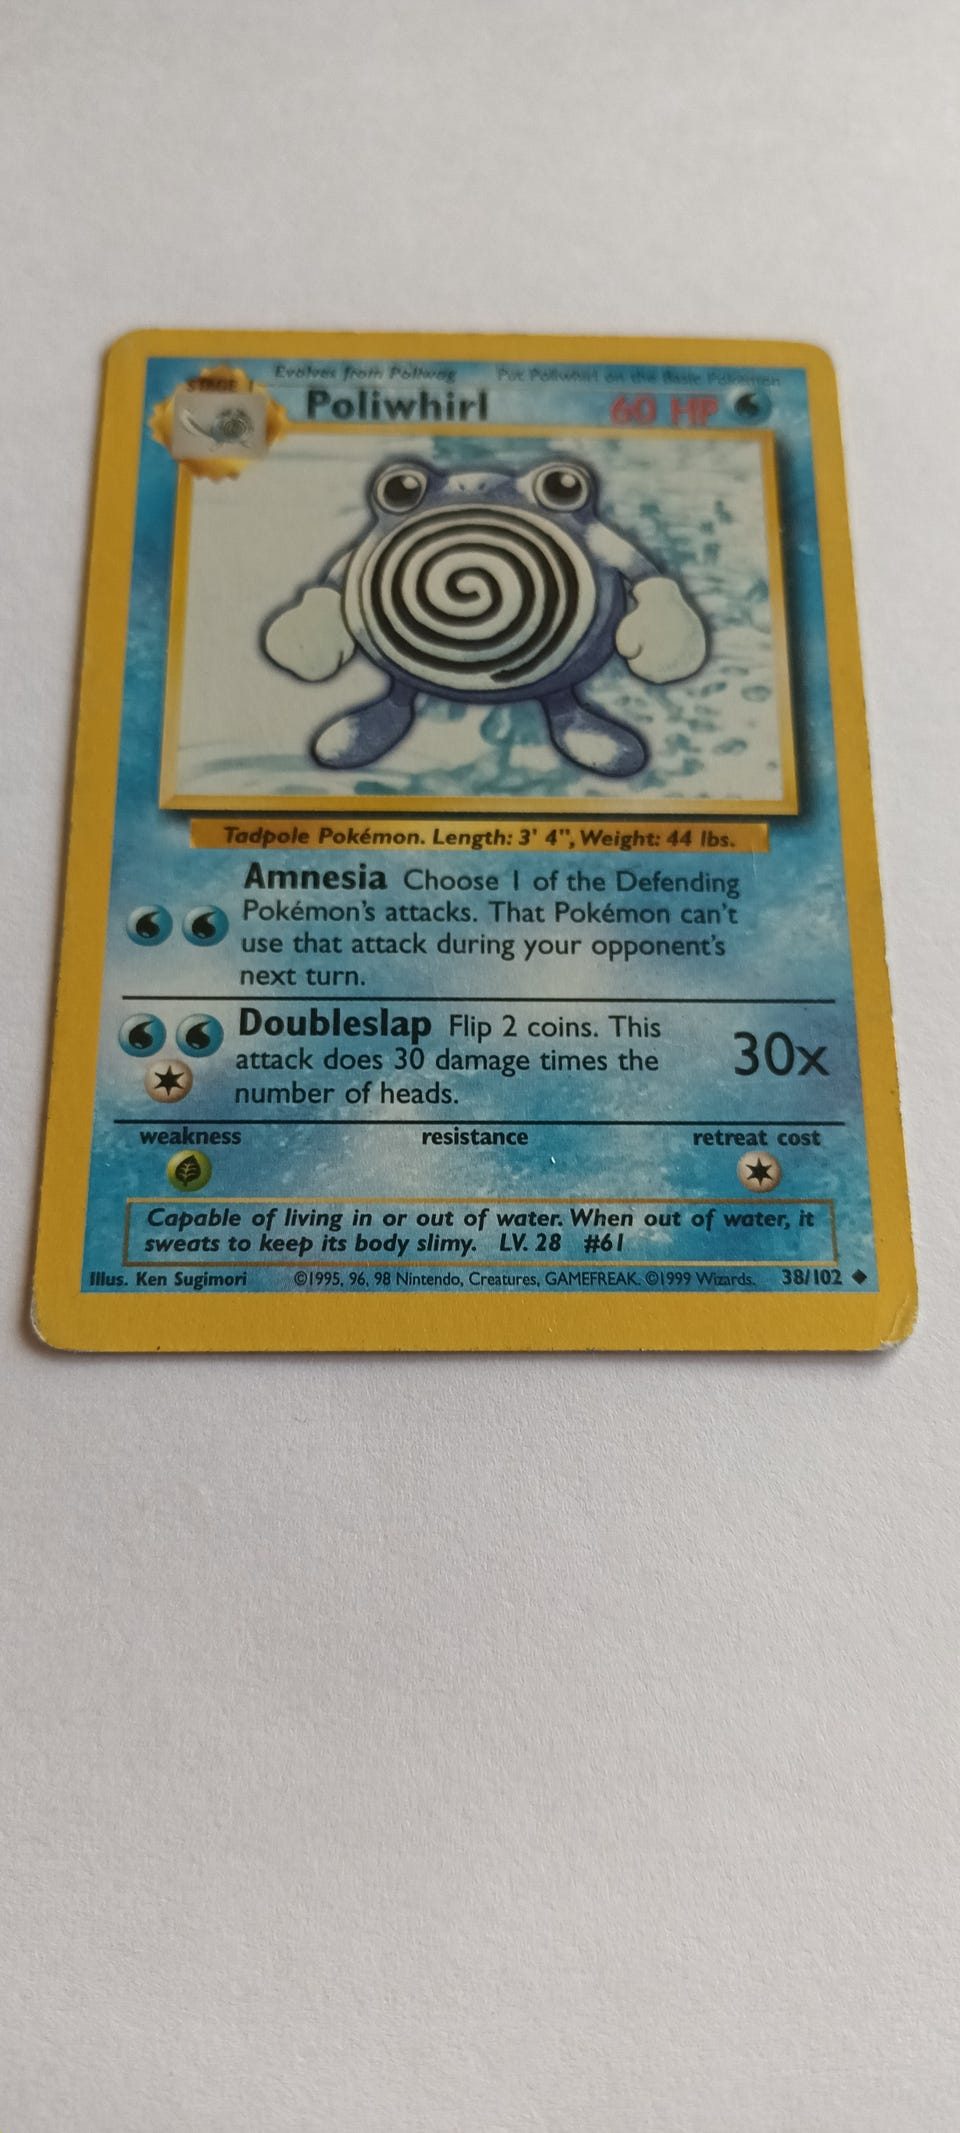 Evolves from Poliwag Put Poliwhirl on the Basic Pokémon
STAGE 1
Poliwhirl 60 HP
Tadpole Pokémon. Length: 3' 4", Weight: 44 lbs.
Amnesia Choose 1 of the Defending
Pokémon's attacks. That Pokémon can't
use that attack during your opponent's
next turn.
Doubleslap Flip 2 coins. This
attack does 30 damage times the
number of heads.
30x
weakness resistance retreat cost
Capable of living in or out of water. When out of water, it
sweats to keep its body slimy. LV. 28 #61
Illus. Ken Sugimori ©1995, 96, 98 Nintendo, Creatures, GAMEFREAK. ©1999 Wizards. 38/102